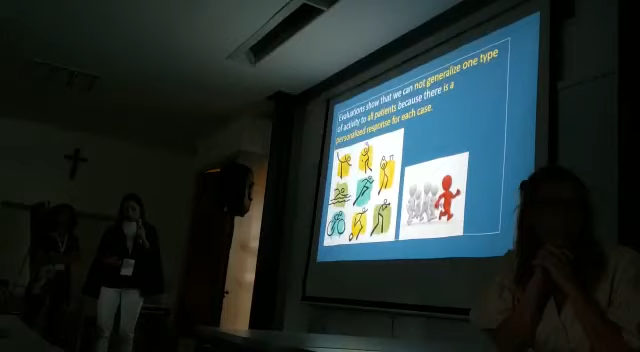 Evaluations show that we can not generalize one type
of activity to all patients because there is a
personalized response for each case.